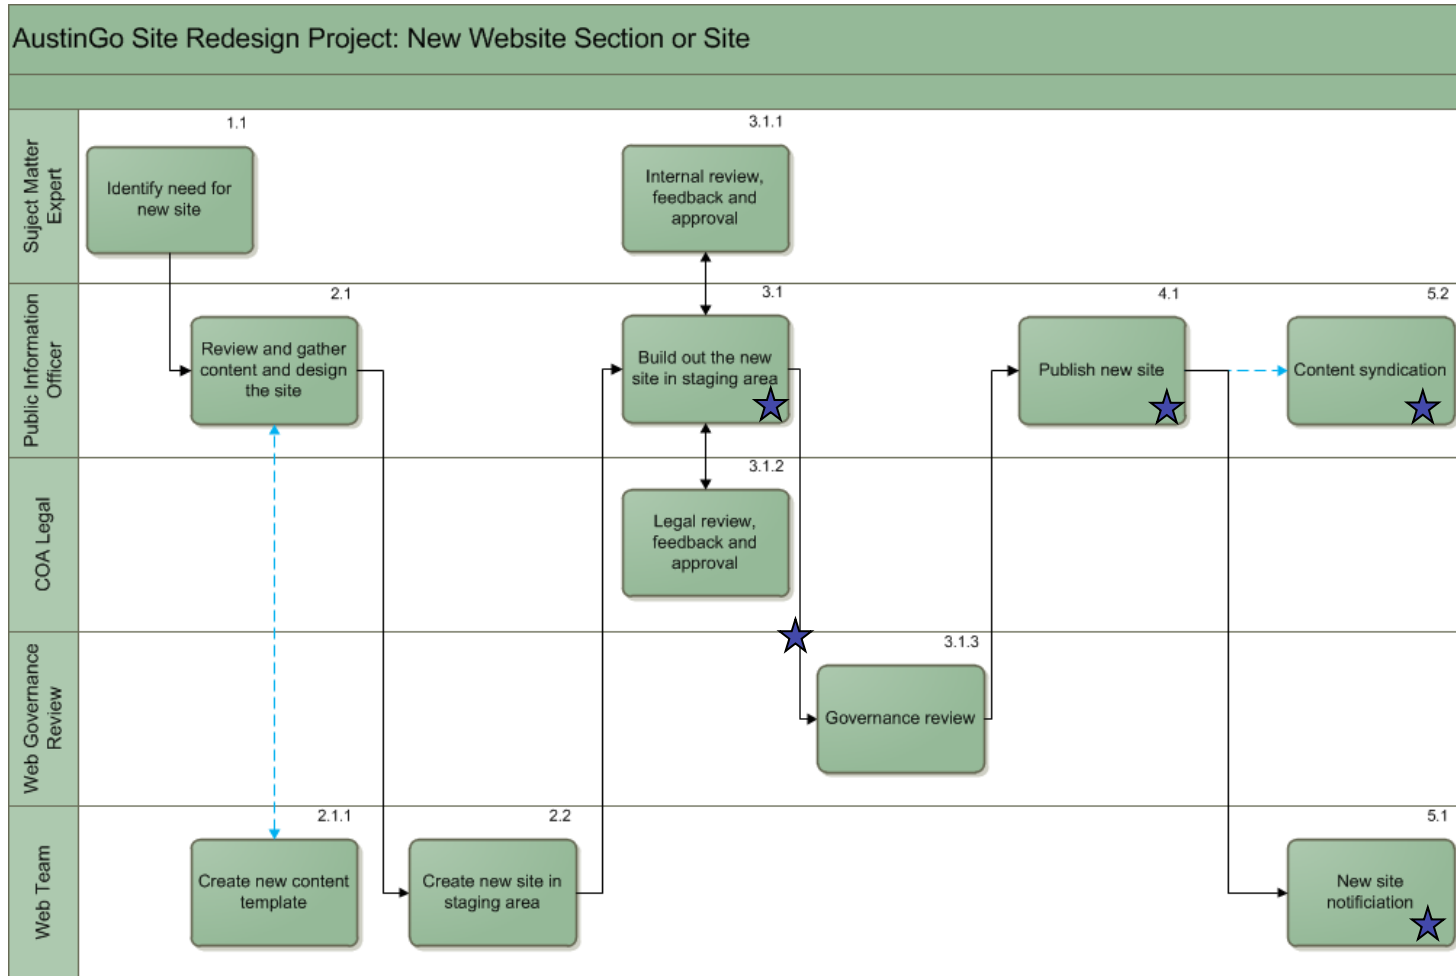 AustinGo Site Redesign Project: New Website Section or Site
Suject Matter
Expert
1.1
Identify need for
new site
3.1.1
Internal review,
feedback and
approval
Public Information
Officer
2.1
Review and gather
content and design
the site
3.1
Build out the new
site in staging area
4.1
Publish new site
5.2
Content syndication
COA Legal
3.1.2
Legal review,
feedback and
approval
Web Governance
Review
3.1.3
Governance review
Web Team
2.1.1
Create new content
template
2.2
Create new site in
staging area
5.1
New site
notificiation